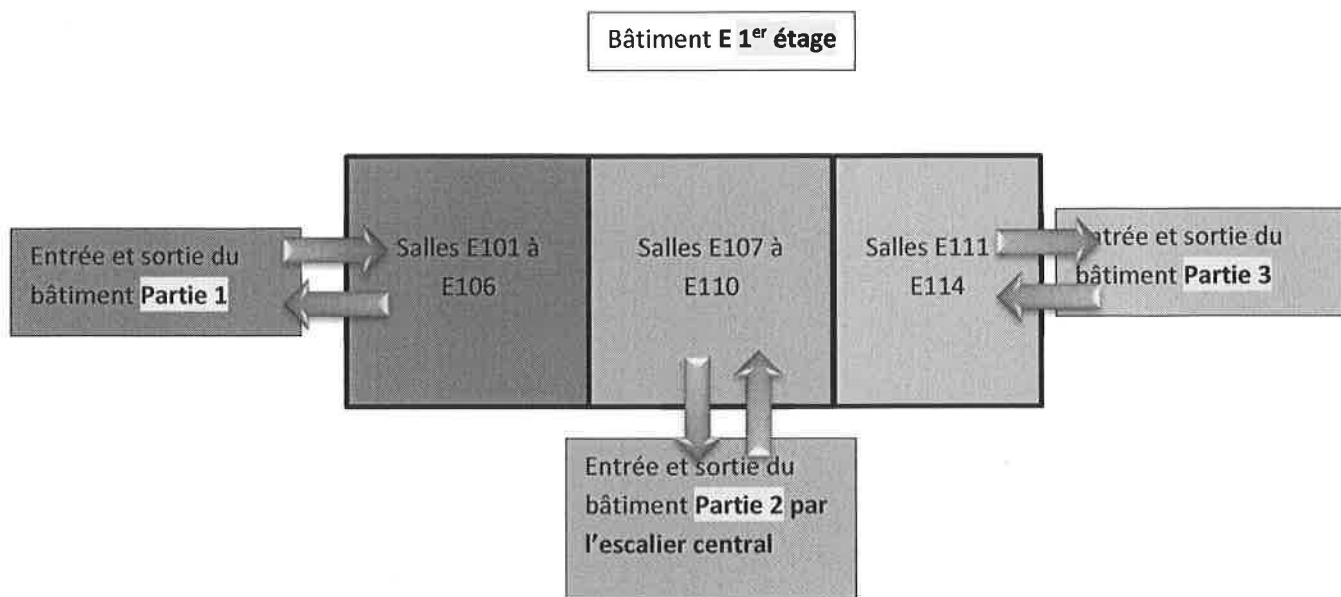 Bâtiment E 1er étage
Entrée et sortie du
bâtiment Partie 1
Salles E101 à
E106
Salles E107 à
E110
Salles E111
E114
entrée et sortie du
bâtiment Partie 3
Entrée et sortie du
bâtiment Partie 2 par
l'escalier central